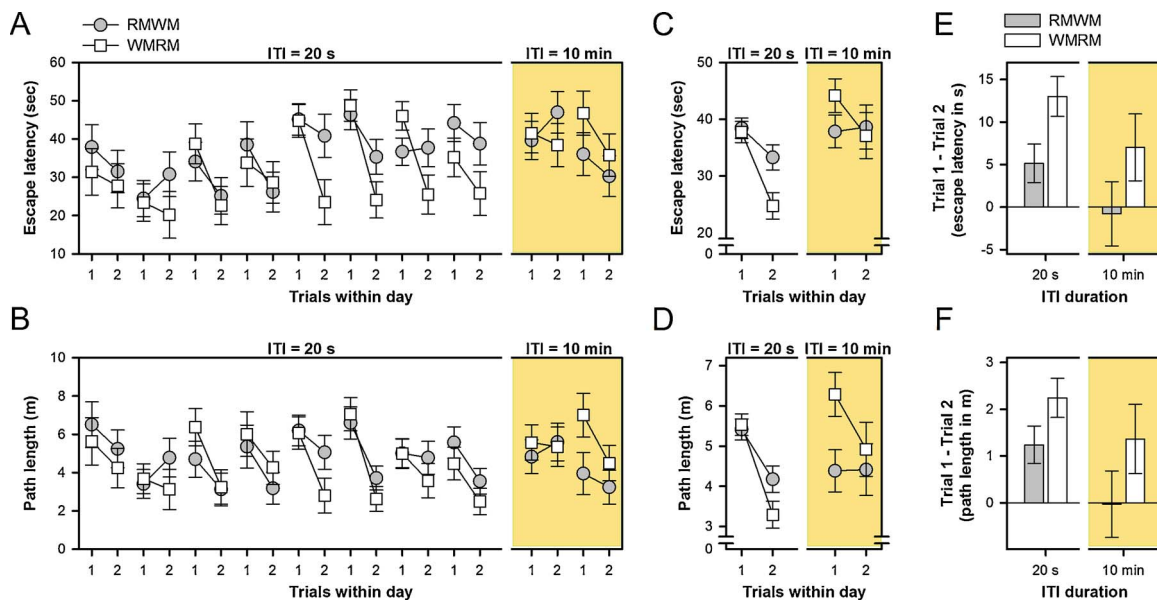 A
RMWM
WMRM
ITI = 20 s
ITI = 10 min
Escape latency (sec)
60
50
40
30
20
10
1 2 1 2 1 2 1 2 1 2 1 2 1 2 1 2 1 2 1 2
Trials within day
B
ITI = 20 s
ITI = 10 min
Path length (m)
10
8
6
4
2
0
1 2 1 2 1 2 1 2 1 2 1 2 1 2 1 2 1 2 1 2
Trials within day
C
ITI = 20 s
ITI = 10 min
Escape latency (sec)
50
40
30
20
0
1 2 1 2
Trials within day
D
ITI = 20 s
ITI = 10 min
Path length (m)
7
6
5
4
3
0
1 2 1 2
Trials within day
E
RMWM
WMRM
Trial 1 - Trial 2
(escape latency in s)
15
10
5
0
-5
20 s 10 min
ITI duration
F
Trial 1 - Trial 2
(path length in m)
3
2
1
0
-1
20 s 10 min
ITI duration